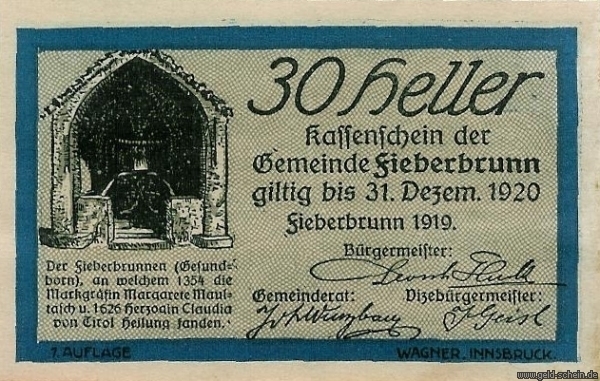 30 Heller
Kassenschein der
Gemeinde Fieberbrunn
giltig bis 31. Dezem. 1920
Fieberbrunn 1919.
Bürgermeister:
Gemeinderat:
Vizebürgermeister:
Der Fieberbrunnen (Gesund=
born), an welchem 1354 die
Markgräfin Margarete Maul=
tasch u. 1626 Herzogin Claudia
von Tirol Heilung fanden.
1. AUFLAGE
WAGNER, INNSBRUCK.
www.geld-schein.de